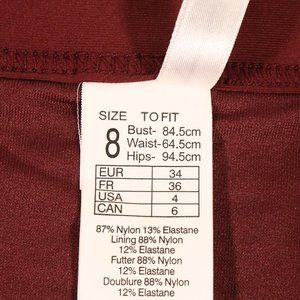 SIZE TO FIT
8 Bust- 84.5cm
Waist-64.5cm
Hips- 94.5cm
EUR 34
FR 36
USA 4
CAN 6
87% Nylon 13% Elastane
Lining 88% Nylon
12% Elastane
Futter 88% Nylon
12% Elastane
Doublure 88% Nylon
12% Elastane